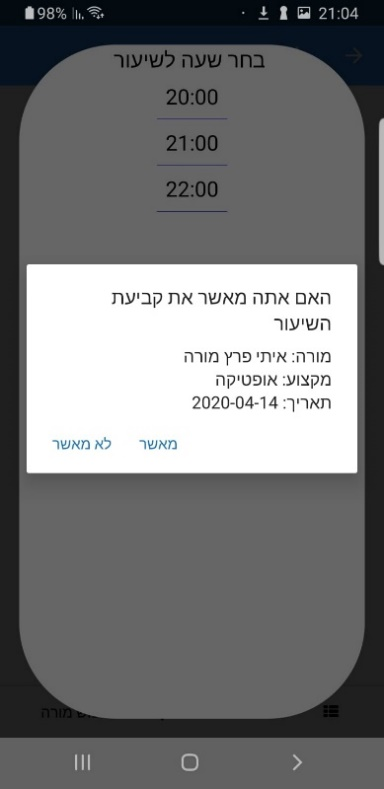 98% 21:04
בחר שעה לשיעור
20:00
21:00
22:00
האם אתה מאשר את קביעת
השיעור
מורה: איתי פרץ מורה
מקצוע: אופטיקה
תאריך: 2020-04-14
מאשר לא מאשר
מורה